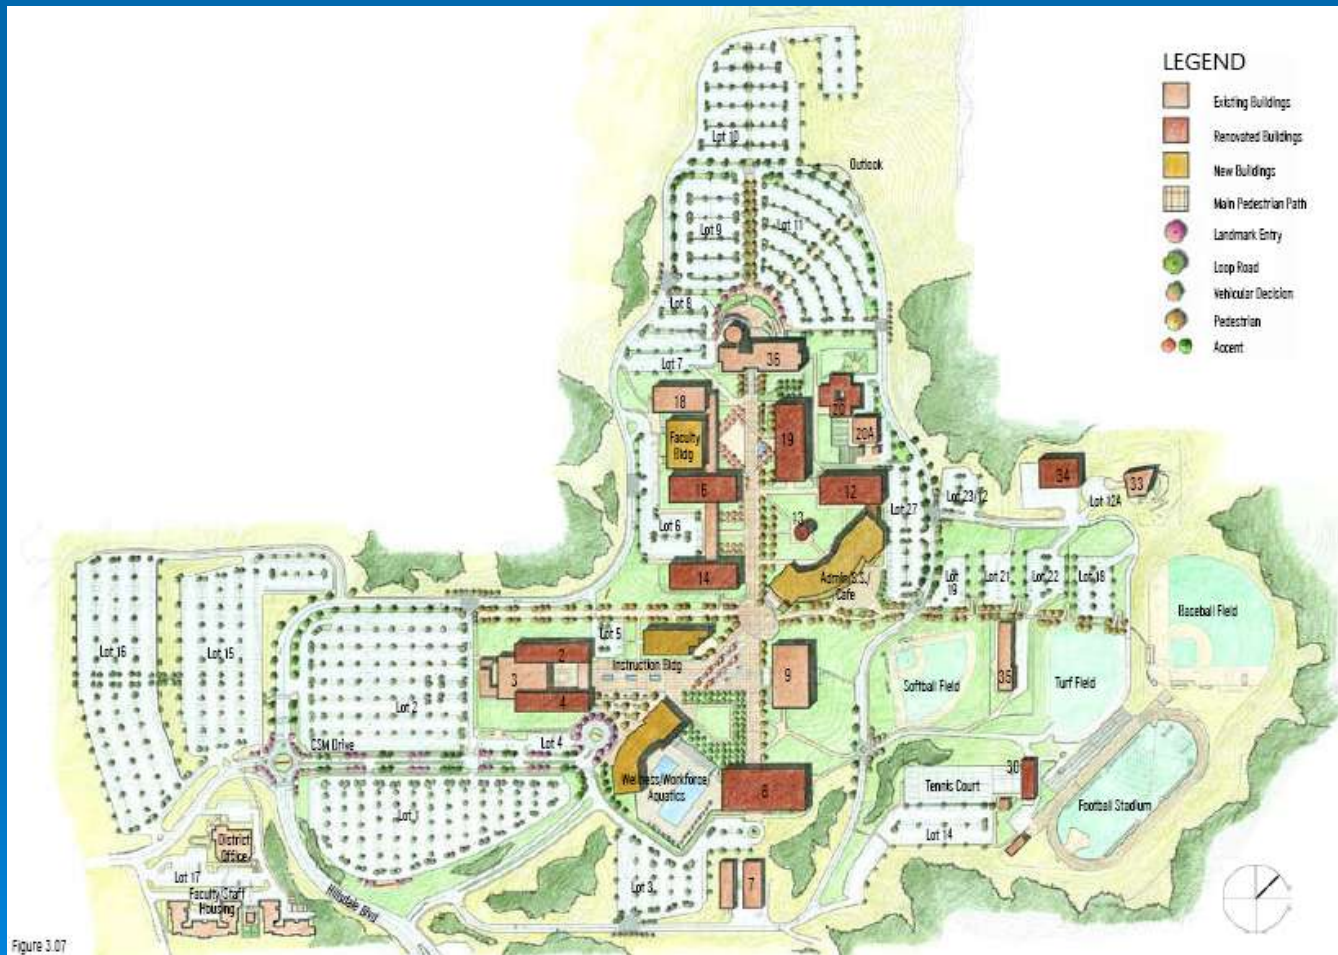 LEGEND
Existing Buildings
Renovated Buildings
New Buildings
Main Pedestrian Path
Landmark Entry
Loop Road
Vehicular Decision
Pedestrian
Accent
Lot 10
Outlook
Lot 9
Lot 11
Lot 8
Lot 7
36
18
20
Faculty
Bldg
19
20A
16
12
34
33
Lot 23/12
Lot 12A
Lot 27
Lot 6
13
14
Admin/S.S./
Cafe
Lot
19
Lot 21
Lot 22
Lot 18
Baseball Field
Lot 16
Lot 15
Lot 5
2
Instruction Bldg
3
4
9
Softball Field
35
Turf Field
Lot 2
CSM Drive
Lot 4
Wellness/Workforce/
Aquatics
8
Tennis Court
30
Football Stadium
Lot 1
Lot 14
District
Office
Lot 17
Faculty/Staff
Housing
Hillsdale Blvd
Lot 3
7
Figure 3.07